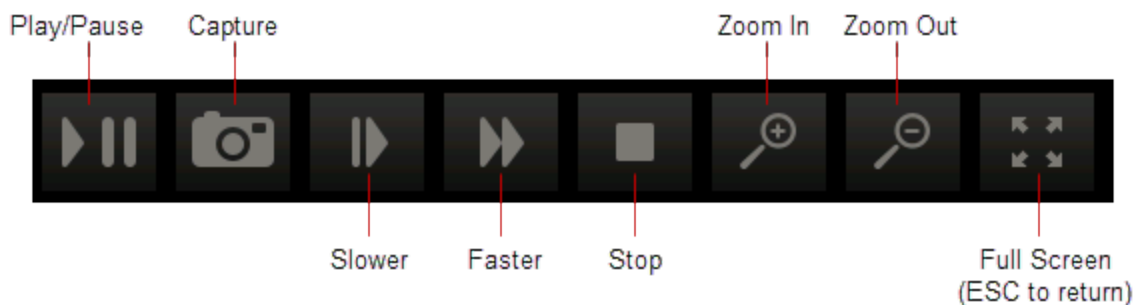 Play/Pause Capture Zoom In Zoom Out
Slower Faster Stop Full Screen
(ESC to return)